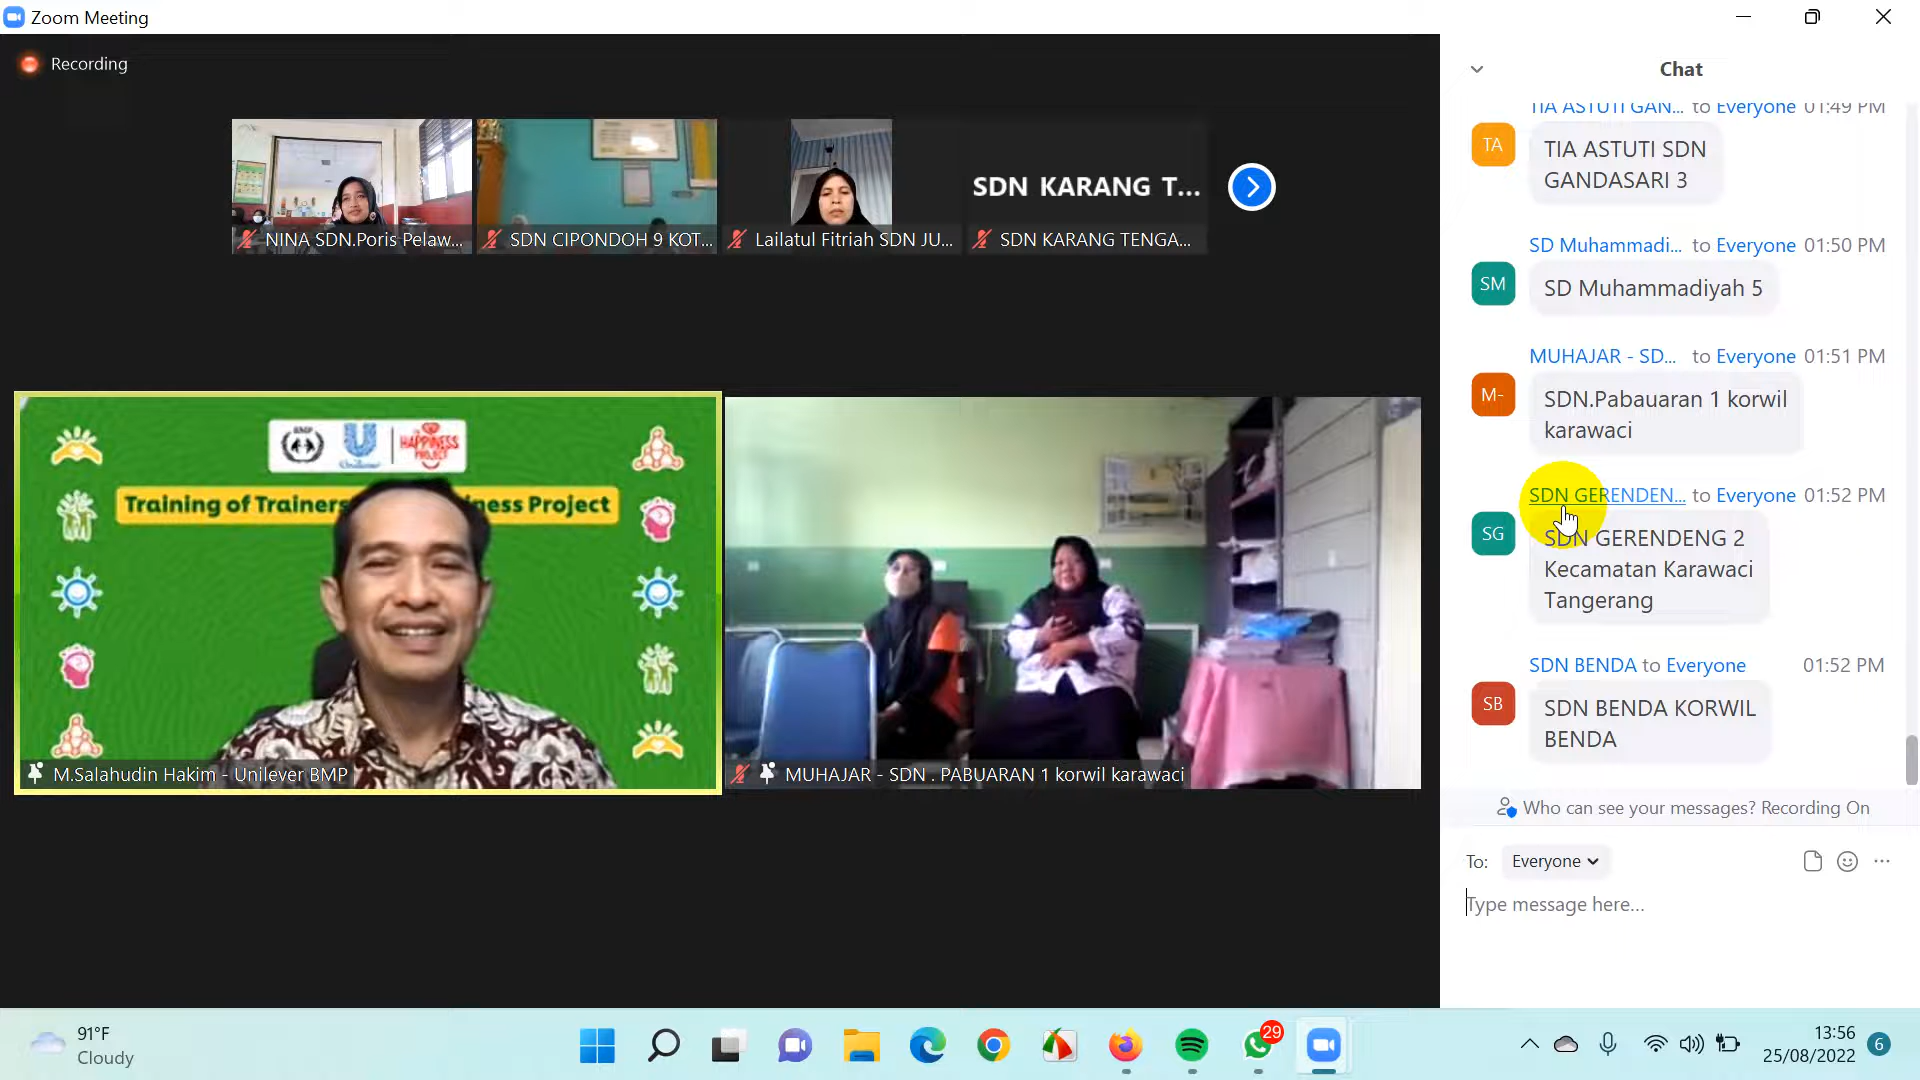 Zoom Meeting
Recording
NINA SDN.Poris Pelaw...
SDN CIPONDOH 9 KOT...
Lailatul Fitriah SDN JU...
SDN KARANG T...
SDN KARANG TENGA...
BMP
Unilever
HAPPINESS
PROJECT
Training of Trainers
ness Project
M.Salahudin Hakim - Unilever BMP
MUHAJAR - SDN . PABUARAN 1 korwil karawaci
Chat
TIA ASTUTI GAN... to Everyone 01:49 PM
TA
TIA ASTUTI SDN
GANDASARI 3
SD Muhammadi... to Everyone 01:50 PM
SM
SD Muhammadiyah 5
MUHAJAR - SD... to Everyone 01:51 PM
M-
SDN.Pabauaran 1 korwil
karawaci
SDN GERENDEN... to Everyone 01:52 PM
SG
SDN GERENDENG 2
Kecamatan Karawaci
Tangerang
SDN BENDA to Everyone 01:52 PM
SB
SDN BENDA KORWIL
BENDA
Who can see your messages? Recording On
To: Everyone
Type message here...
91°F
Cloudy
29
13:56
25/08/2022
6